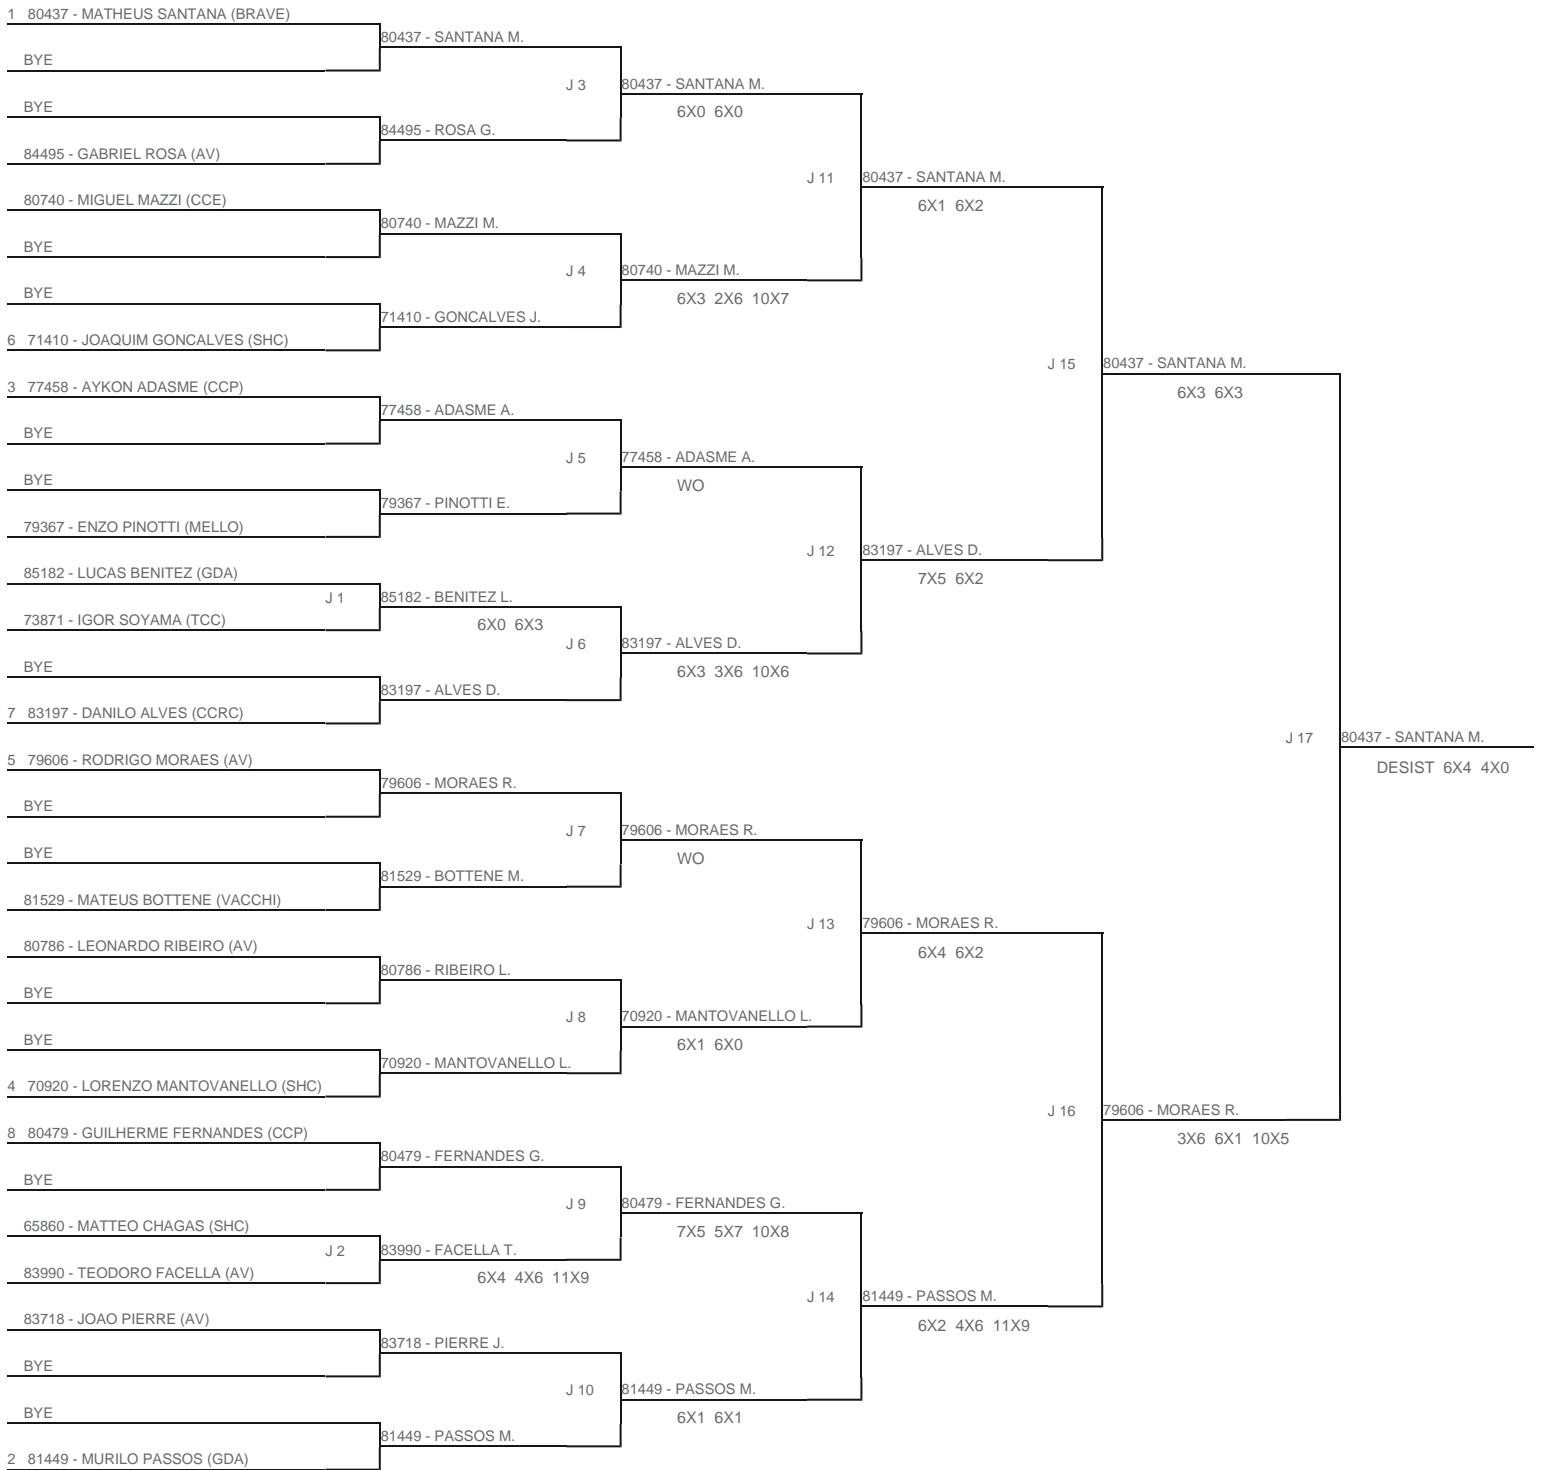 1 80437 - MATHEUS SANTANA (BRAVE)
80437 - SANTANA M.
BYE
J 3
80437 - SANTANA M.
6X0 6X0
BYE
84495 - ROSA G.
84495 - GABRIEL ROSA (AV)
J 11
80437 - SANTANA M.
6X1 6X2
80740 - MIGUEL MAZZI (CCE)
80740 - MAZZI M.
BYE
J 4
80740 - MAZZI M.
6X3 2X6 10X7
BYE
71410 - GONCALVES J.
6 71410 - JOAQUIM GONCALVES (SHC)
J 15
80437 - SANTANA M.
6X3 6X3
3 77458 - AYKON ADASME (CCP)
77458 - ADASME A.
BYE
J 5
77458 - ADASME A.
WO
BYE
79367 - PINOTTI E.
79367 - ENZO PINOTTI (MELLO)
J 12
83197 - ALVES D.
7X5 6X2
85182 - LUCAS BENITEZ (GDA)
J 1
85182 - BENITEZ L.
6X0 6X3
73871 - IGOR SOYAMA (TCC)
J 6
83197 - ALVES D.
6X3 3X6 10X6
BYE
83197 - ALVES D.
7 83197 - DANILO ALVES (CCRC)
J 17
80437 - SANTANA M.
DESIST 6X4 4X0
5 79606 - RODRIGO MORAES (AV)
79606 - MORAES R.
BYE
J 7
79606 - MORAES R.
WO
BYE
81529 - BOTTENE M.
81529 - MATEUS BOTTENE (VACCHI)
J 13
79606 - MORAES R.
6X4 6X2
80786 - LEONARDO RIBEIRO (AV)
80786 - RIBEIRO L.
BYE
J 8
70920 - MANTOVANELLO L.
6X1 6X0
BYE
70920 - MANTOVANELLO L.
4 70920 - LORENZO MANTOVANELLO (SHC)
J 16
79606 - MORAES R.
3X6 6X1 10X5
8 80479 - GUILHERME FERNANDES (CCP)
80479 - FERNANDES G.
BYE
J 9
80479 - FERNANDES G.
7X5 5X7 10X8
65860 - MATTEO CHAGAS (SHC)
J 2
83990 - FACELLA T.
6X4 4X6 11X9
83990 - TEODORO FACELLA (AV)
J 14
81449 - PASSOS M.
6X2 4X6 11X9
83718 - JOAO PIERRE (AV)
83718 - PIERRE J.
BYE
J 10
81449 - PASSOS M.
6X1 6X1
BYE
81449 - PASSOS M.
2 81449 - MURILO PASSOS (GDA)